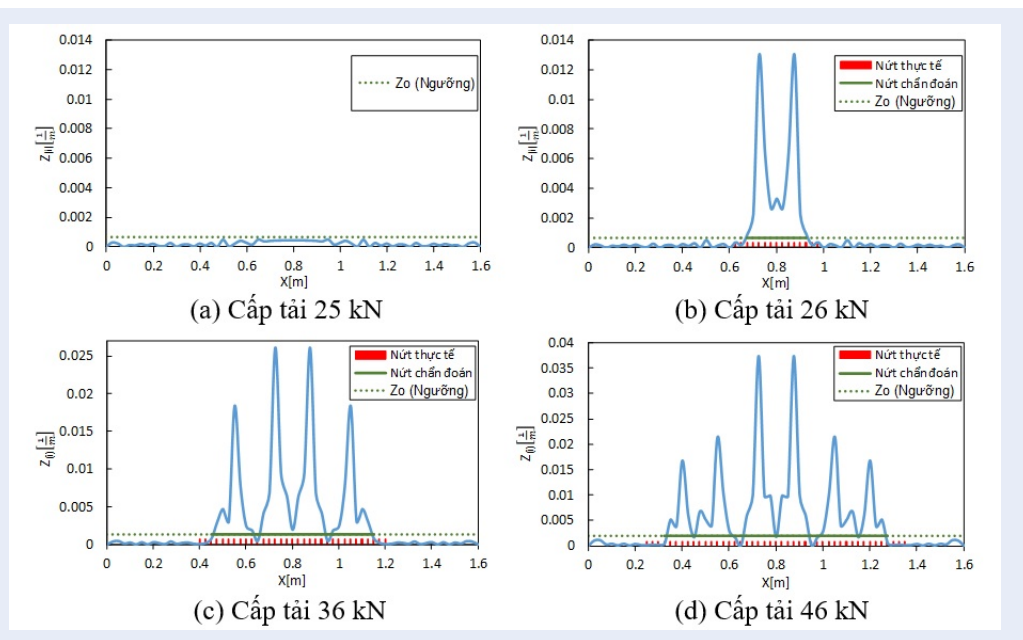 0.014
0.012
0.01
0.008
0.006
0.004
0.002
0
Z[ii][1/m]
Zo (Ngưỡng)
0 0.2 0.4 0.6 0.8 1 1.2 1.4 1.6
X[m]
(a) Cấp tải 25 kN
0.014
0.012
0.01
0.008
0.006
0.004
0.002
0
Z[ii][1/m]
Nứt thực tế
Nứt chẩn đoán
Zo (Ngưỡng)
0 0.2 0.4 0.6 0.8 1 1.2 1.4 1.6
X[m]
(b) Cấp tải 26 kN
0.025
0.02
0.015
0.01
0.005
0
Z(i)[1/m]
Nứt thực tế
Nứt chẩn đoán
Zo (Ngưỡng)
0 0.2 0.4 0.6 0.8 1 1.2 1.4 1.6
X[m]
(c) Cấp tải 36 kN
0.04
0.035
0.03
0.025
0.02
0.015
0.01
0.005
0
Z(i)[1/m]
Nứt thực tế
Nứt chẩn đoán
Zo (Ngưỡng)
0 0.2 0.4 0.6 0.8 1 1.2 1.4 1.6
X[m]
(d) Cấp tải 46 kN